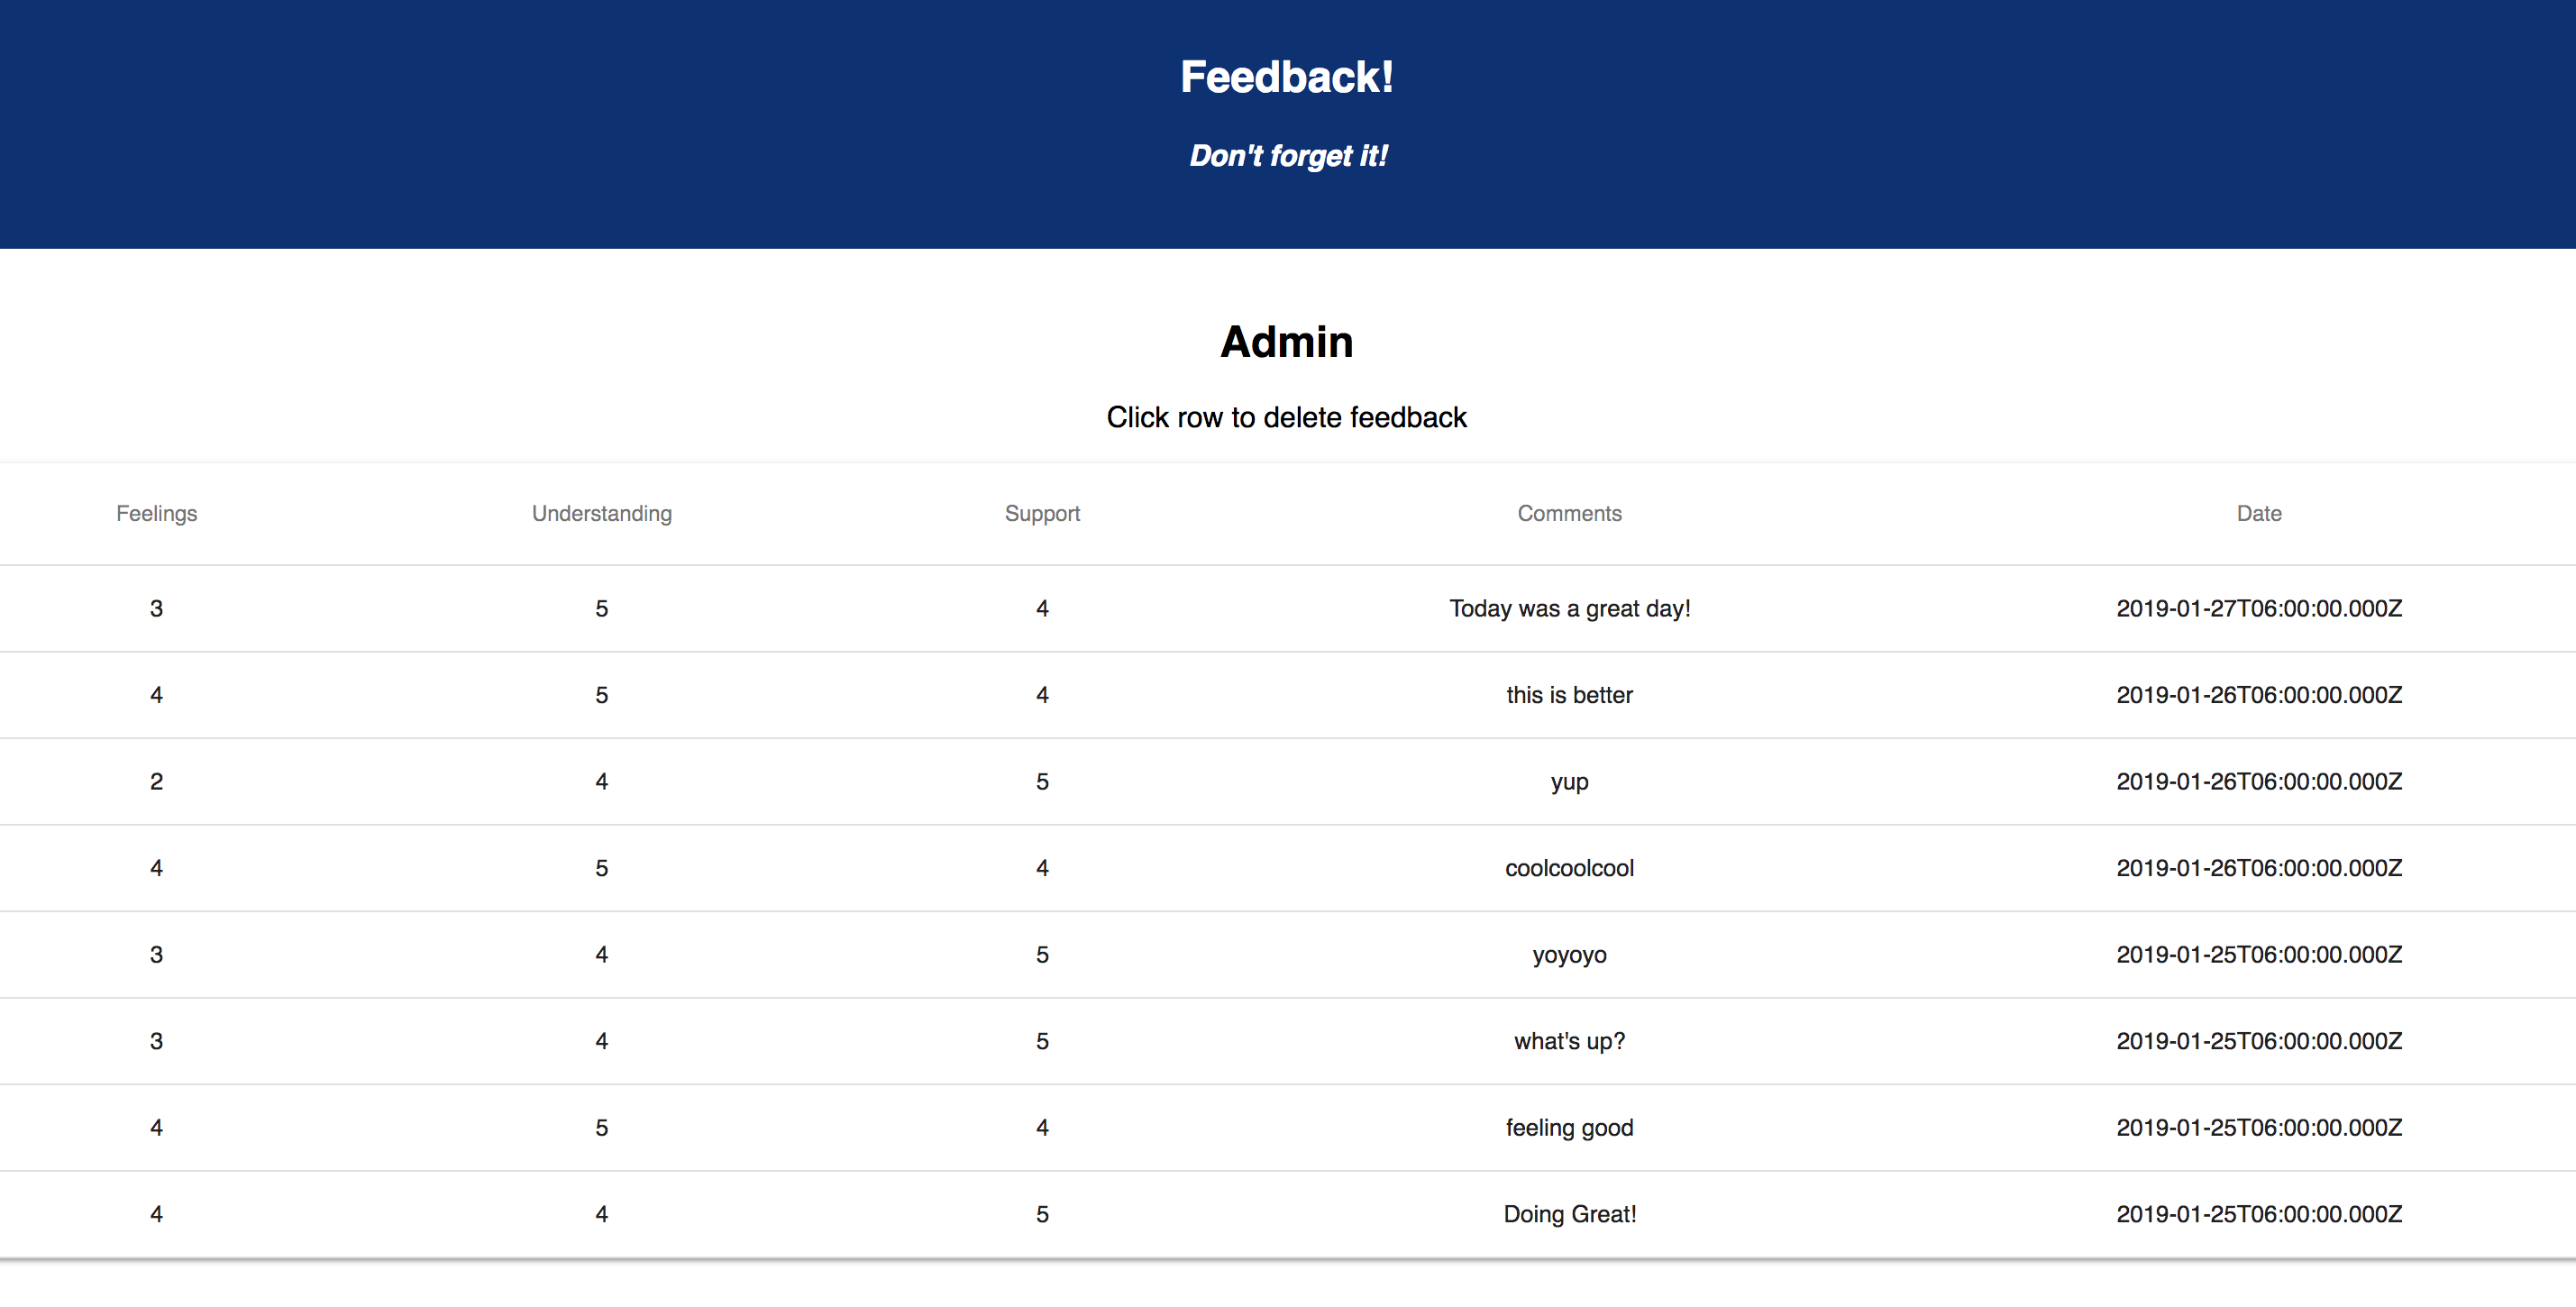 Feedback!
Don't forget it!
Admin
Click row to delete feedback
Feelings Understanding Support Comments Date
3 5 4 Today was a great day! 2019-01-27T06:00:00.000Z
4 5 4 this is better 2019-01-26T06:00:00.000Z
2 4 5 yup 2019-01-26T06:00:00.000Z
4 5 4 coolcoolcool 2019-01-26T06:00:00.000Z
3 4 5 yoyoyo 2019-01-25T06:00:00.000Z
3 4 5 what's up? 2019-01-25T06:00:00.000Z
4 5 4 feeling good 2019-01-25T06:00:00.000Z
4 4 5 Doing Great! 2019-01-25T06:00:00.000Z